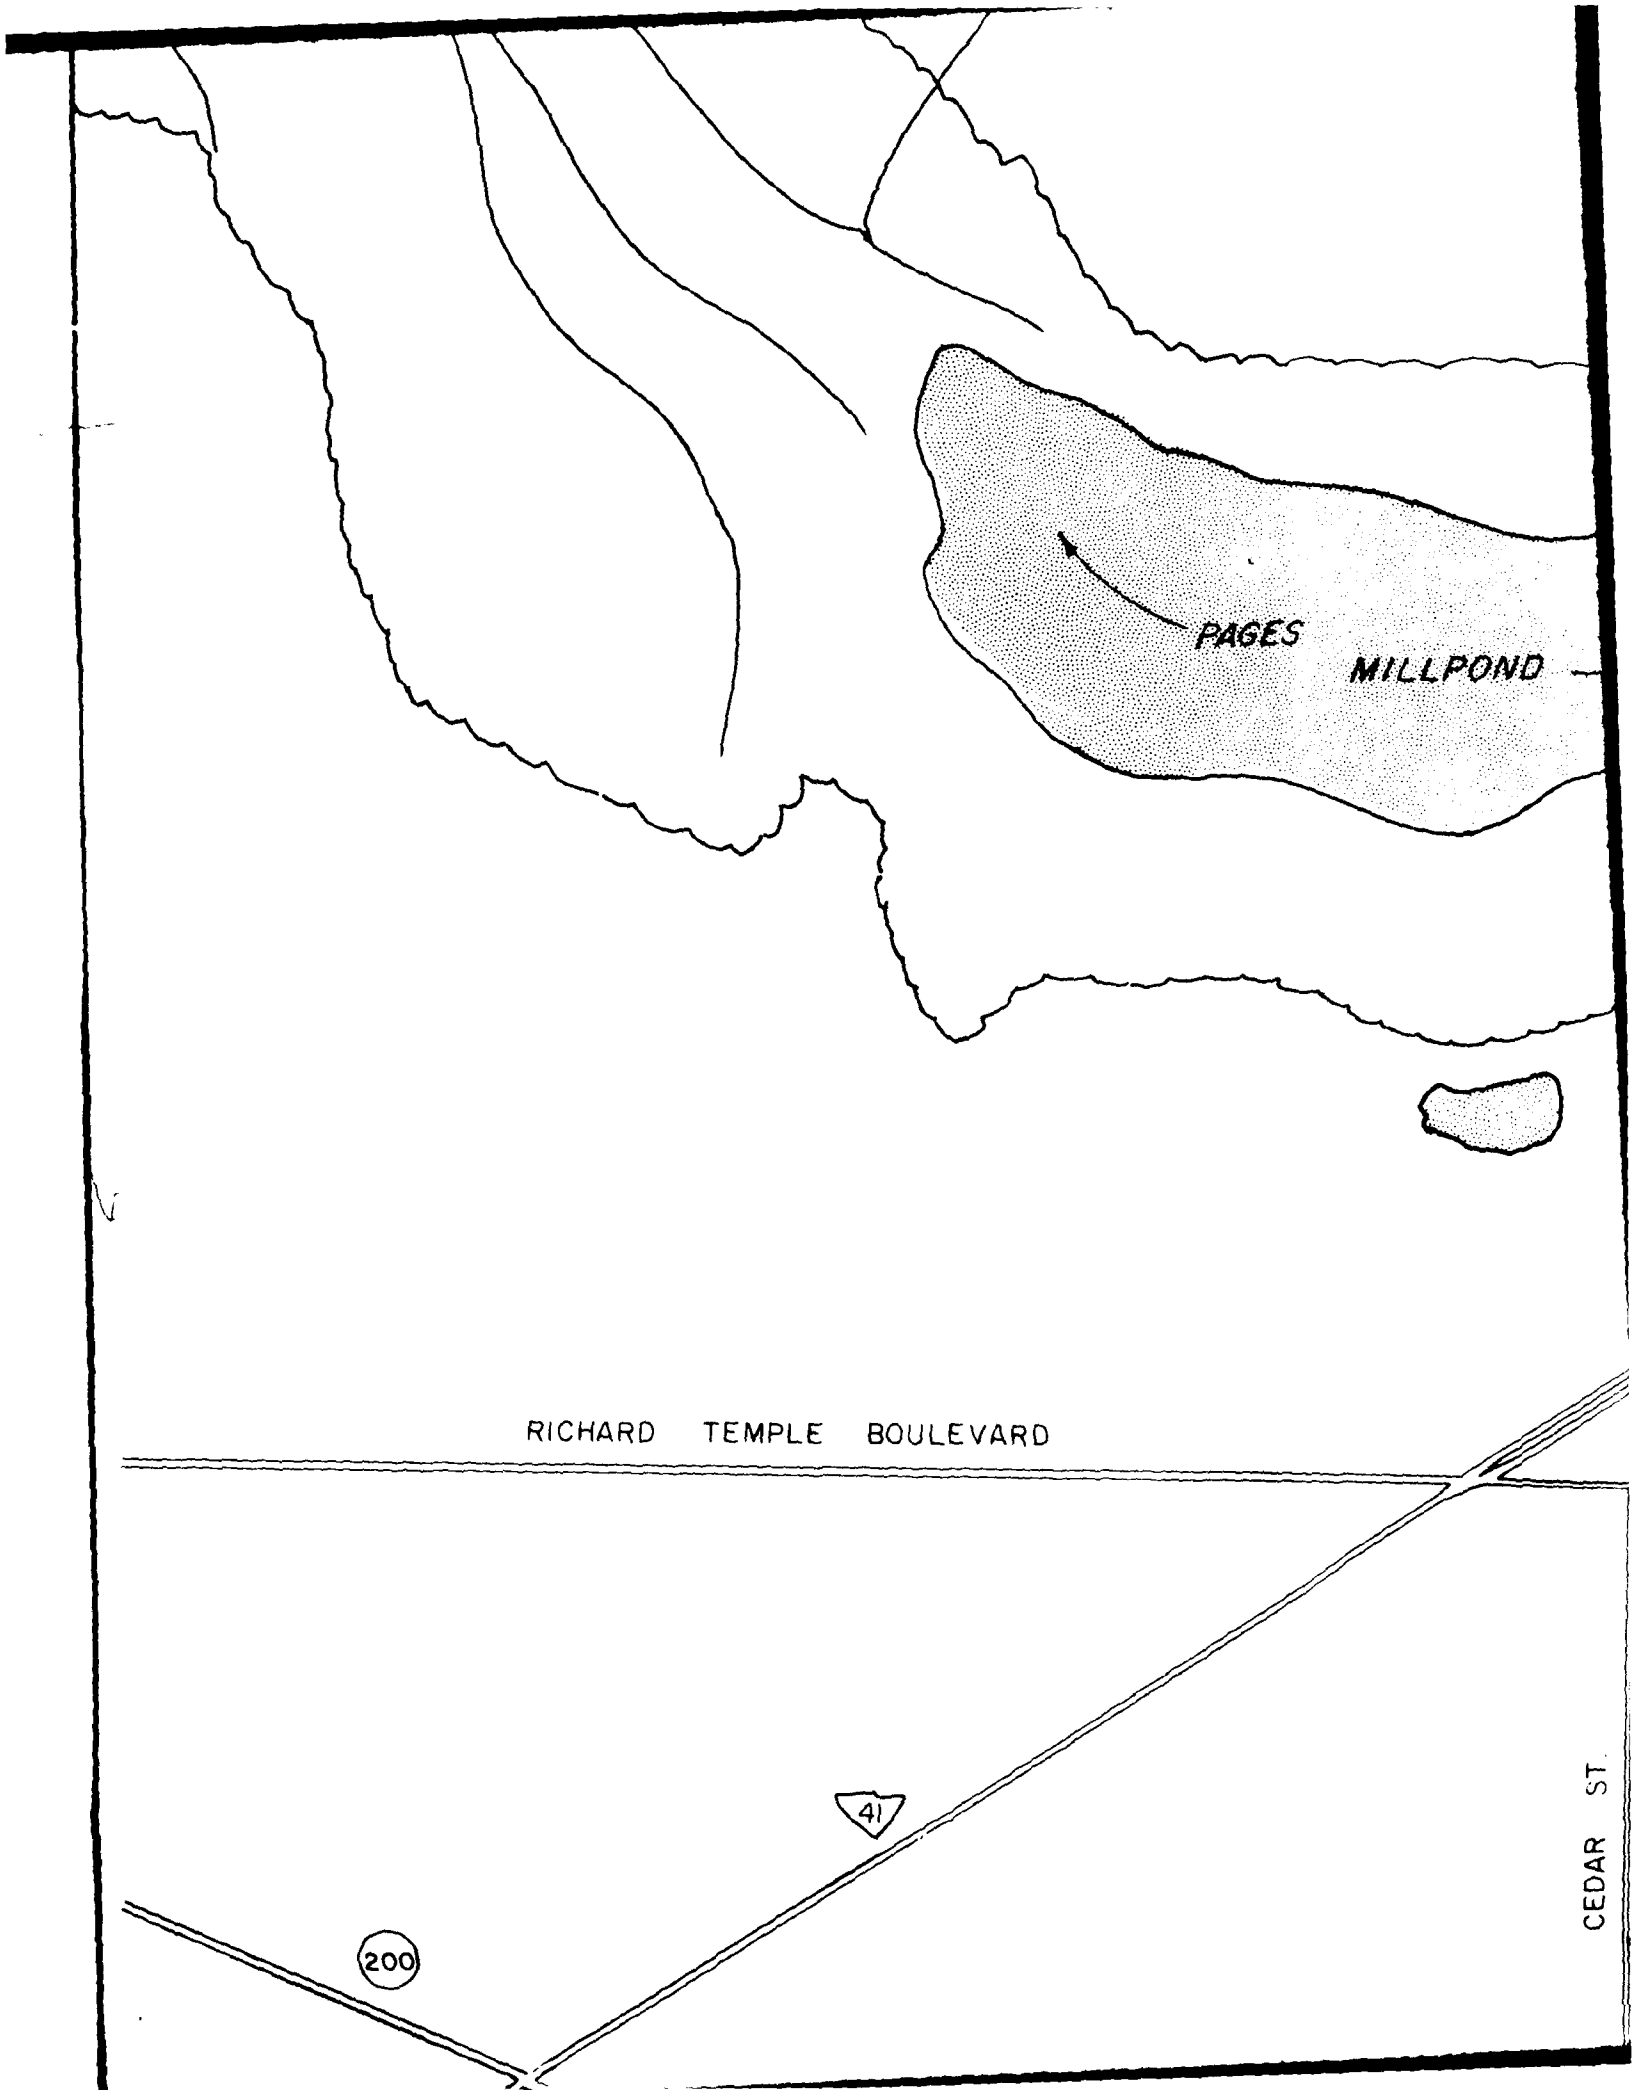 PAGES
MILLPOND
RICHARD TEMPLE BOULEVARD
41
CEDAR ST.
200